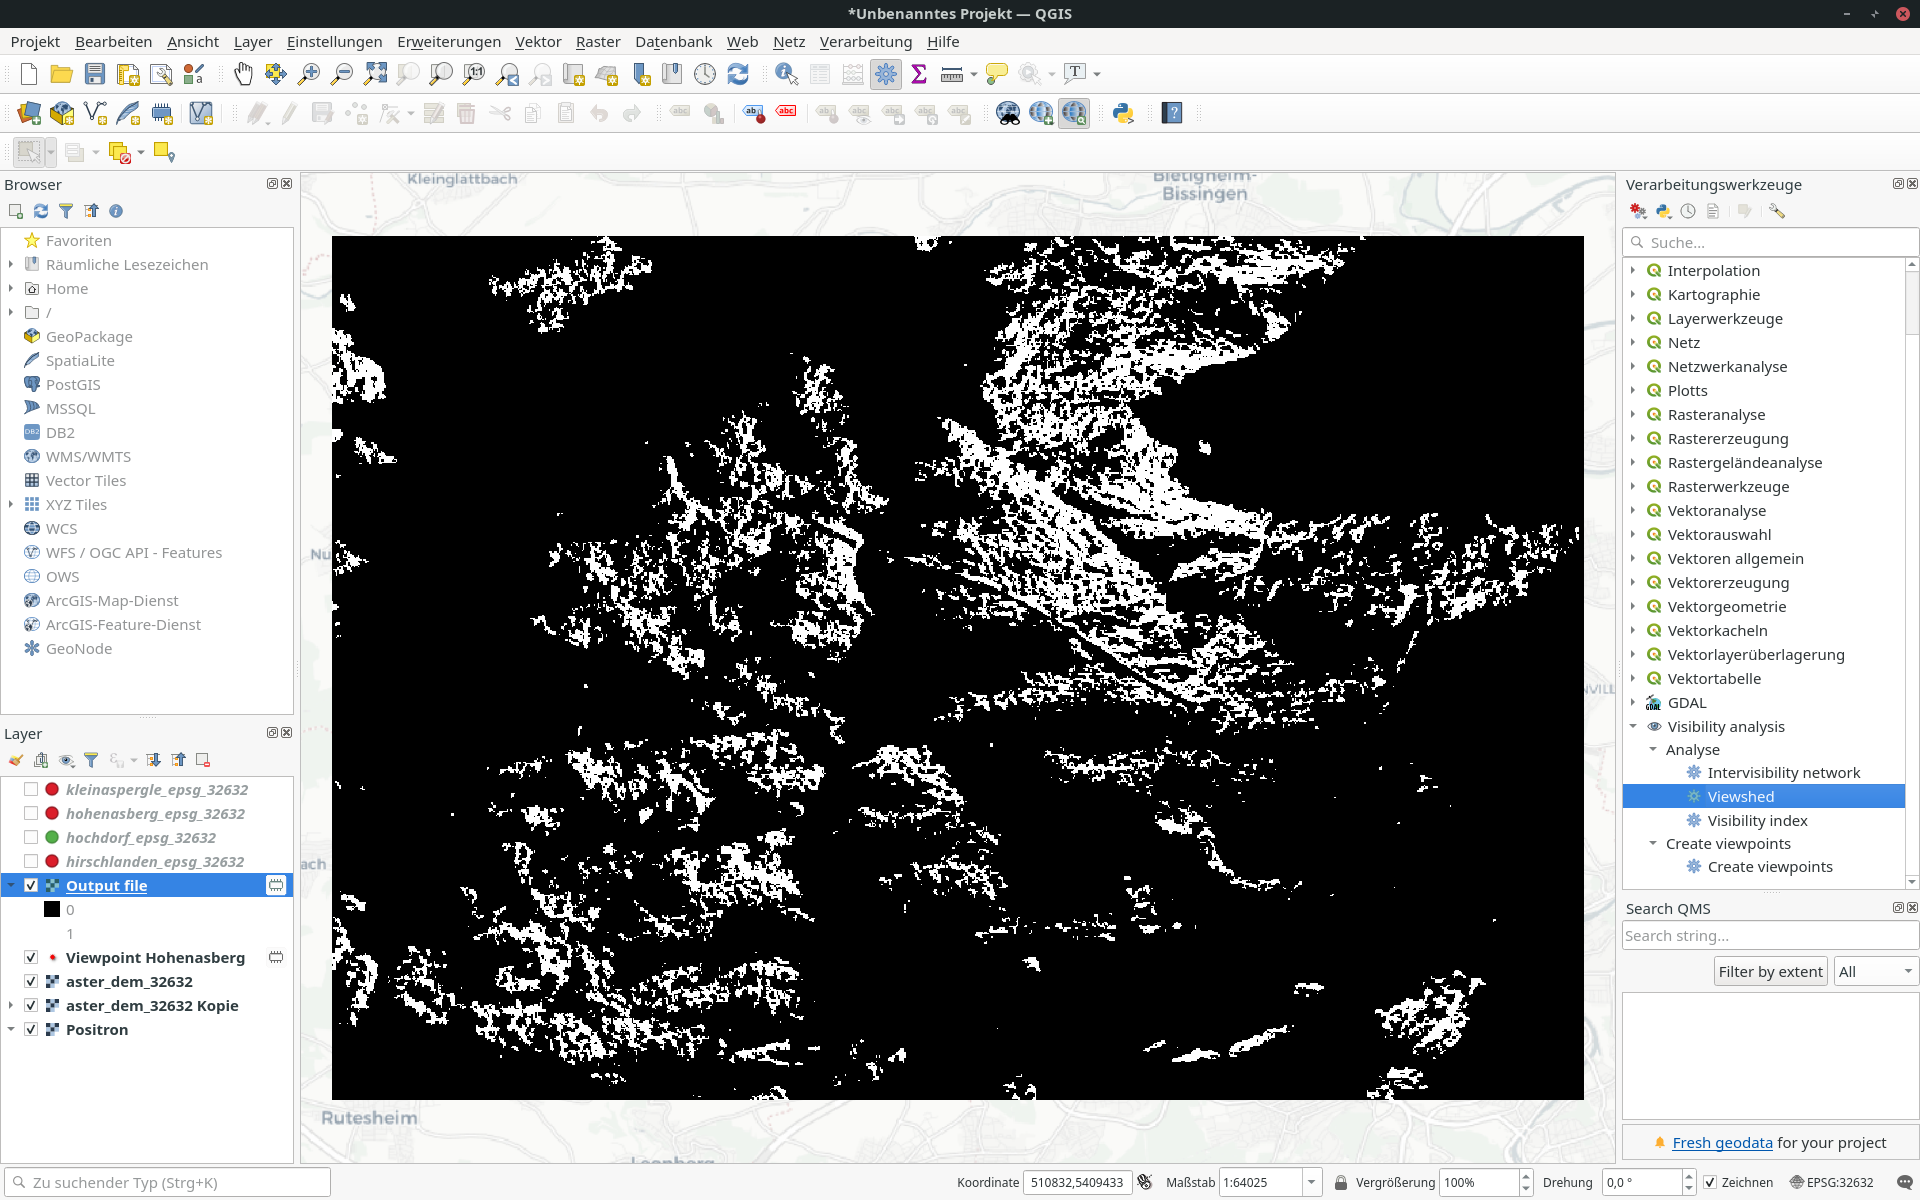 *Unbenanntes Projekt — QGIS
Projekt Bearbeiten Ansicht Layer Einstellungen Erweiterungen Vektor Raster Datenbank Web Netz Verarbeitung Hilfe
Browser
Favoriten
Räumliche Lesezeichen
Home
/
GeoPackage
SpatiaLite
PostGIS
MSSQL
DB2
WMS/WMTS
Vector Tiles
XYZ Tiles
WCS
WFS / OGC API - Features
OWS
ArcGIS-Map-Dienst
ArcGIS-Feature-Dienst
GeoNode
Layer
kleinaspergle_epsg_32632
hohenasberg_epsg_32632
hochdorf_epsg_32632
hirschlanden_epsg_32632
Output file
0
1
Viewpoint Hohenasberg
aster_dem_32632
aster_dem_32632 Kopie
Positron
Kleinglattbach
Bietigheim-
Bissingen
Rutesheim
Verarbeitungswerkzeuge
Suche...
Interpolation
Kartographie
Layerwerkzeuge
Netz
Netzwerkanalyse
Plotts
Rasteranalyse
Rastererzeugung
Rastergeländeanalyse
Rasterwerkzeuge
Vektoranalyse
Vektorauswahl
Vektoren allgemein
Vektorerzeugung
Vektorgeometrie
Vektorkacheln
Vektorlayerüberlagerung
Vektortabelle
GDAL
Visibility analysis
Analyse
Intervisibility network
Viewshed
Visibility index
Create viewpoints
Create viewpoints
Search QMS
Search string...
Filter by extent All
Fresh geodata for your project
Zu suchender Typ (Strg+K) Koordinate 510832,5409433 Maßstab 1:64025 Vergrößerung 100% Drehung 0,0 ° Zeichnen EPSG:32632